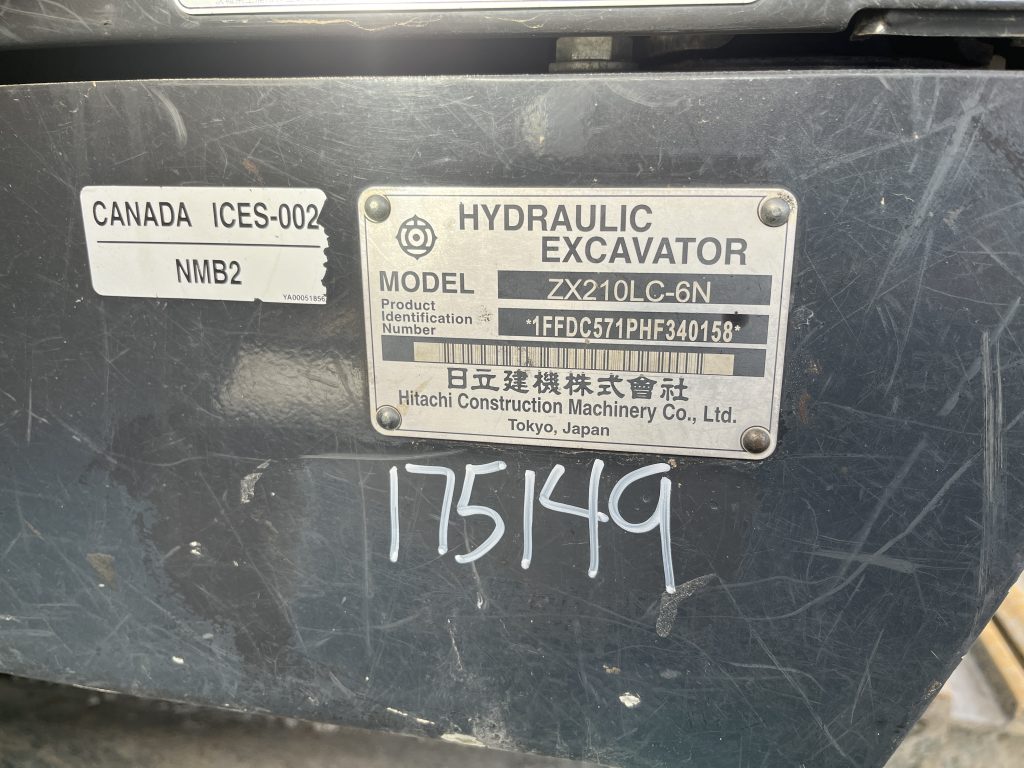 CANADA ICES-002
NMB2
YA00051856
HYDRAULIC
EXCAVATOR
MODEL ZX210LC-6N
Product
Identification
Number
*1FFDC571PHF340158*
日立建機株式會社
Hitachi Construction Machinery Co., Ltd.
Tokyo, Japan
175149